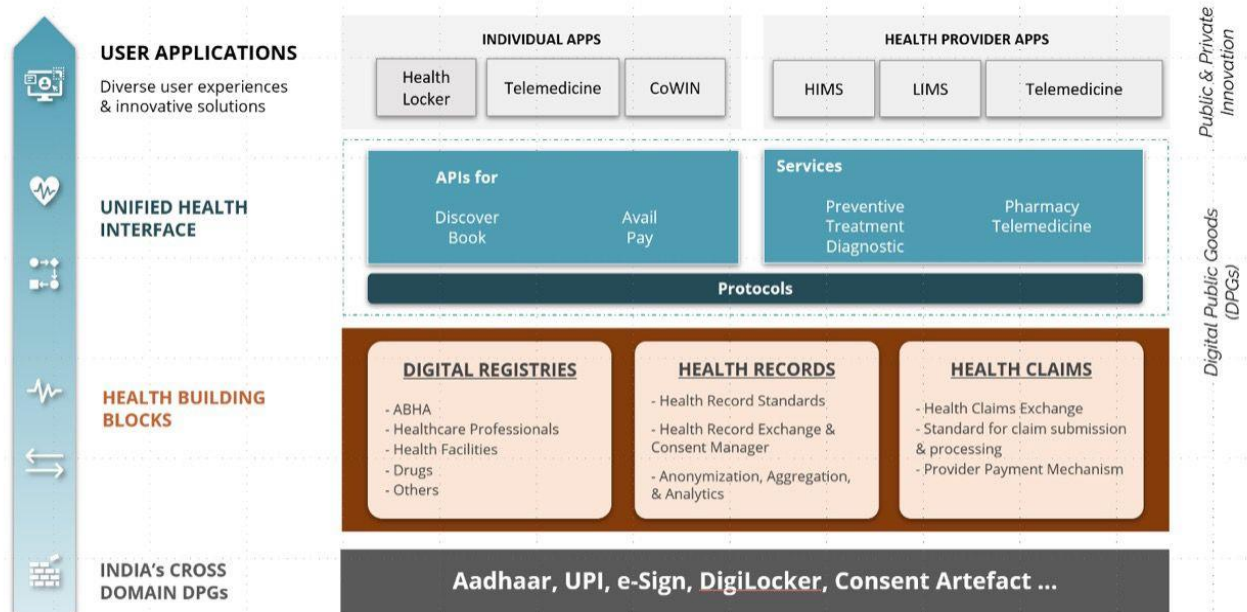 USER APPLICATIONS
Diverse user experiences
& innovative solutions
INDIVIDUAL APPS
Health
Locker
Telemedicine
CoWIN
HEALTH PROVIDER APPS
HIMS
LIMS
Telemedicine
Public & Private
Innovation
UNIFIED HEALTH
INTERFACE
APIs for
Discover
Book
Avail
Pay
Services
Preventive
Treatment
Diagnostic
Pharmacy
Telemedicine
Protocols
Digital Public Goods
(DPGs)
HEALTH BUILDING
BLOCKS
DIGITAL REGISTRIES
- ABHA
- Healthcare Professionals
- Health Facilities
- Drugs
- Others
HEALTH RECORDS
- Health Record Standards
- Health Record Exchange &
Consent Manager
- Anonymization, Aggregation,
& Analytics
HEALTH CLAIMS
- Health Claims Exchange
- Standard for claim submission
& processing
- Provider Payment Mechanism
INDIA's CROSS
DOMAIN DPGs
Aadhaar, UPI, e-Sign, DigiLocker, Consent Artefact ...